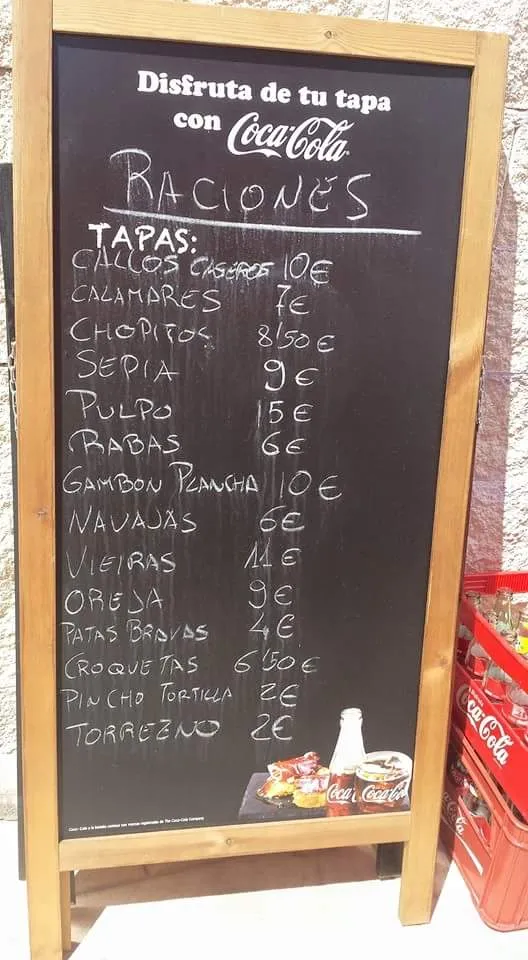 Disfruta de tu tapa
con Coca-Cola
RACIONES
TAPAS:
CALLOS CASEROS 10€
CALAMARES 7€
CHOPITOS 8'50€
SEPIA 9€
PULPO 15€
RABAS 6€
GAMBON PLANCHA 10€
NAVAJAS 6€
VIEIRAS 11€
OREJA 9€
PATAS BRAVAS 4€
CROQUETAS 6'50€
PINCHO TORTILLA 2€
TORREZNO 2€
Coca-Cola
Coca-Cola
Coca-Cola